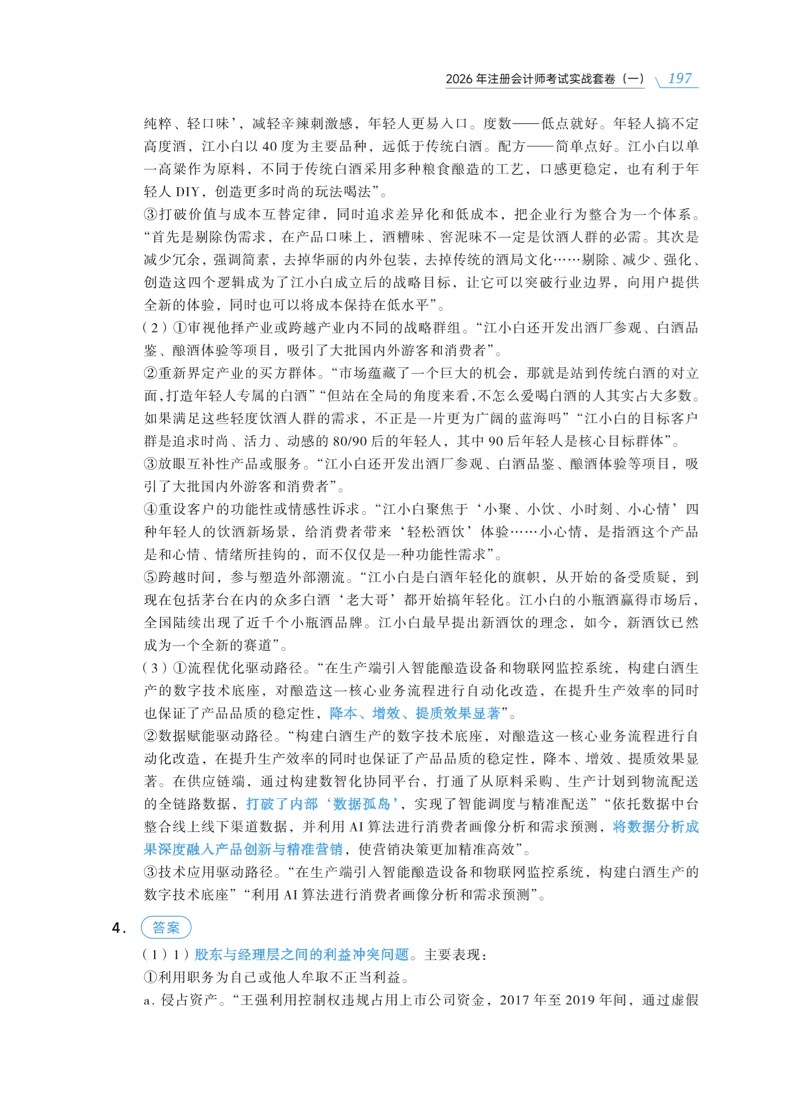 2026 年注册会计师考试实战套卷（一） 197
纯粹、轻口味’，减轻辛辣刺激感，年轻人更易入口。度数——低点就好。年轻人搞不定
高度酒，江小白以 40 度为主要品种，远低于传统白酒。配方——简单点好。江小白以单
一高粱作为原料，不同于传统白酒采用多种粮食酿造的工艺，口感更稳定，也有利于年
轻人 DIY，创造更多时尚的玩法喝法”。
③打破价值与成本互替定律，同时追求差异化和低成本，把企业行为整合为一个体系。
“首先是剔除伪需求，在产品口味上，酒糟味、窖泥味不一定是饮酒人群的必需。其次是
减少冗余，强调简素，去掉华丽的内外包装，去掉传统的酒局文化……剔除、减少、强化、
创造这四个逻辑成为了江小白成立后的战略目标，让它可以突破行业边界，向用户提供
全新的体验，同时也可以将成本保持在低水平”。
（2）①审视他择产业或跨越产业内不同的战略群组。“江小白还开发出酒厂参观、白酒品
鉴、酿酒体验等项目，吸引了大批国内外游客和消费者”。
②重新界定产业的买方群体。“市场蕴藏了一个巨大的机会，那就是站到传统白酒的对立
面，打造年轻人专属的白酒”“但站在全局的角度来看，不怎么爱喝白酒的人其实占大多数。
如果满足这些轻度饮酒人群的需求，不正是一片更为广阔的蓝海吗”“江小白的目标客户
群是追求时尚、活力、动感的 80/90 后的年轻人，其中 90 后年轻人是核心目标群体”。
③放眼互补性产品或服务。“江小白还开发出酒厂参观、白酒品鉴、酿酒体验等项目，吸
引了大批国内外游客和消费者”。
④重设客户的功能性或情感性诉求。“江小白聚焦于‘小聚、小饮、小时刻、小心情’四
种年轻人的饮酒新场景，给消费者带来‘轻松酒饮’体验……小心情，是指酒这个产品
是和心情、情绪所挂钩的，而不仅仅是一种功能性需求”。
⑤跨越时间，参与塑造外部潮流。“江小白是白酒年轻化的旗帜，从开始的备受质疑，到
现在包括茅台在内的众多白酒‘老大哥’都开始搞年轻化。江小白的小瓶酒赢得市场后，
全国陆续出现了近千个小瓶酒品牌。江小白最早提出新酒饮的理念，如今，新酒饮已然
成为一个全新的赛道”。
（3）①流程优化驱动路径。“在生产端引入智能酿造设备和物联网监控系统，构建白酒生
产的数字技术底座，对酿造这一核心业务流程进行自动化改造，在提升生产效率的同时
也保证了产品品质的稳定性，降本、增效、提质效果显著”。
②数据赋能驱动路径。“构建白酒生产的数字技术底座，对酿造这一核心业务流程进行自
动化改造，在提升生产效率的同时也保证了产品品质的稳定性，降本、增效、提质效果显
著。在供应链端，通过构建数智化协同平台，打通了从原料采购、生产计划到物流配送
的全链路数据，打破了内部‘数据孤岛’，实现了智能调度与精准配送”“依托数据中台
整合线上线下渠道数据，并利用 AI 算法进行消费者画像分析和需求预测，将数据分析成
果深度融入产品创新与精准营销，使营销决策更加精准高效”。
③技术应用驱动路径。“在生产端引入智能酿造设备和物联网监控系统，构建白酒生产的
数字技术底座”“利用 AI 算法进行消费者画像分析和需求预测”。
4. 答案
（1）1）股东与经理层之间的利益冲突问题。主要表现：
①利用职务为自己或他人牟取不正当利益。
a. 侵占资产。“王强利用控制权违规占用上市公司资金，2017 年至 2019 年间，通过虚假